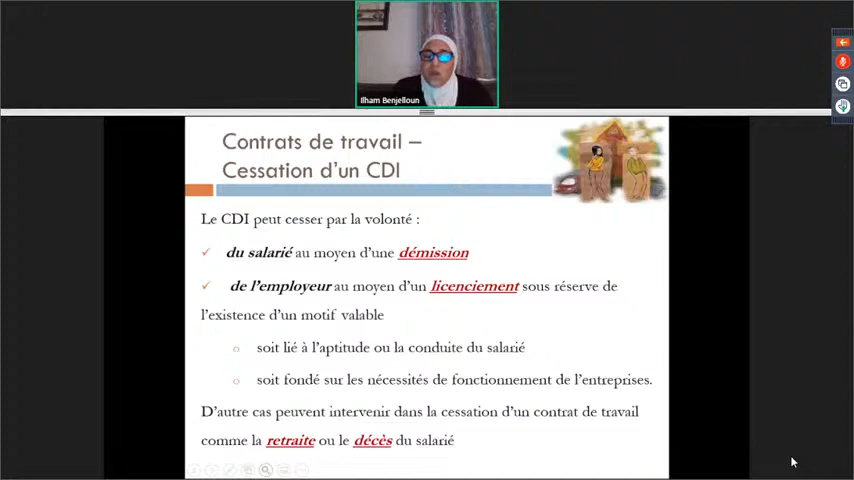 Ilham Benjelloun
Contrats de travail –
Cessation d'un CDI
Le CDI peut cesser par la volonté :
du salarié au moyen d'une démission
de l'employeur au moyen d'un licenciement sous réserve de
l'existence d'un motif valable
soit lié à l'aptitude ou la conduite du salarié
soit fondé sur les nécessités de fonctionnement de l'entreprises.
D'autre cas peuvent intervenir dans la cessation d'un contrat de travail
comme la retraite ou le décès du salarié